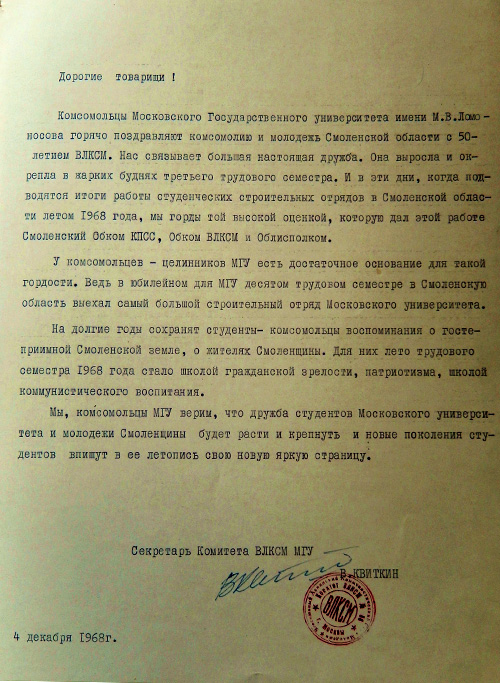 Дорогие товарищи !
Комсомольцы Московского Государственного университета имени М.В.Ломо-
носова горячо поздравляют комсомолию и молодежь Смоленской области с 50-
летием ВЛКСМ. Нас связывает большая настоящая дружба. Она выросла и ок-
репла в жарких буднях третьего трудового семестра. И в эти дни, когда под-
водятся итоги работы студенческих строительных отрядов в Смоленской облас-
ти летом 1968 года, мы горды той высокой оценкой, которую дал этой работе
Смоленский Обком КПСС, Обком ВЛКСМ и Облисполком.
У комсомольцев - целинников МГУ есть достаточное основание для такой
гордости. Ведь в юбилейном для МГУ десятом трудовом семестре в Смоленскую
область выехал самый большой строительный отряд Московского университета.
На долгие годы сохранят студенты- комсомольцы воспоминания о госте-
приимной Смоленской земле, о жителях Смоленщины. Для них лето трудового
семестра 1968 года стало школой гражданской зрелости, патриотизма, школой
коммунистического воспитания.
Мы, комсомольцы МГУ верим, что дружба студентов Московского универси-
тета и молодежи Смоленщины будет расти и крепнуть и новые поколения сту-
дентов впишут в ее летопись свою новую яркую страницу.
Секретарь Комитета ВЛКСМ МГУ
В.КВИТКИН
ВЛКСМ
г. Москвы
4 декабря 1968г.